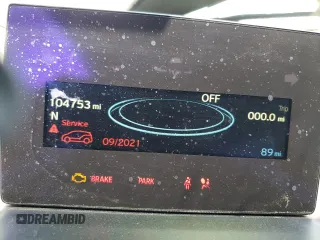 OFF
104753 mi
Trip
000.0 mi
N
Service
09/2021
89 mi
BRAKE
PARK
DREAMBID